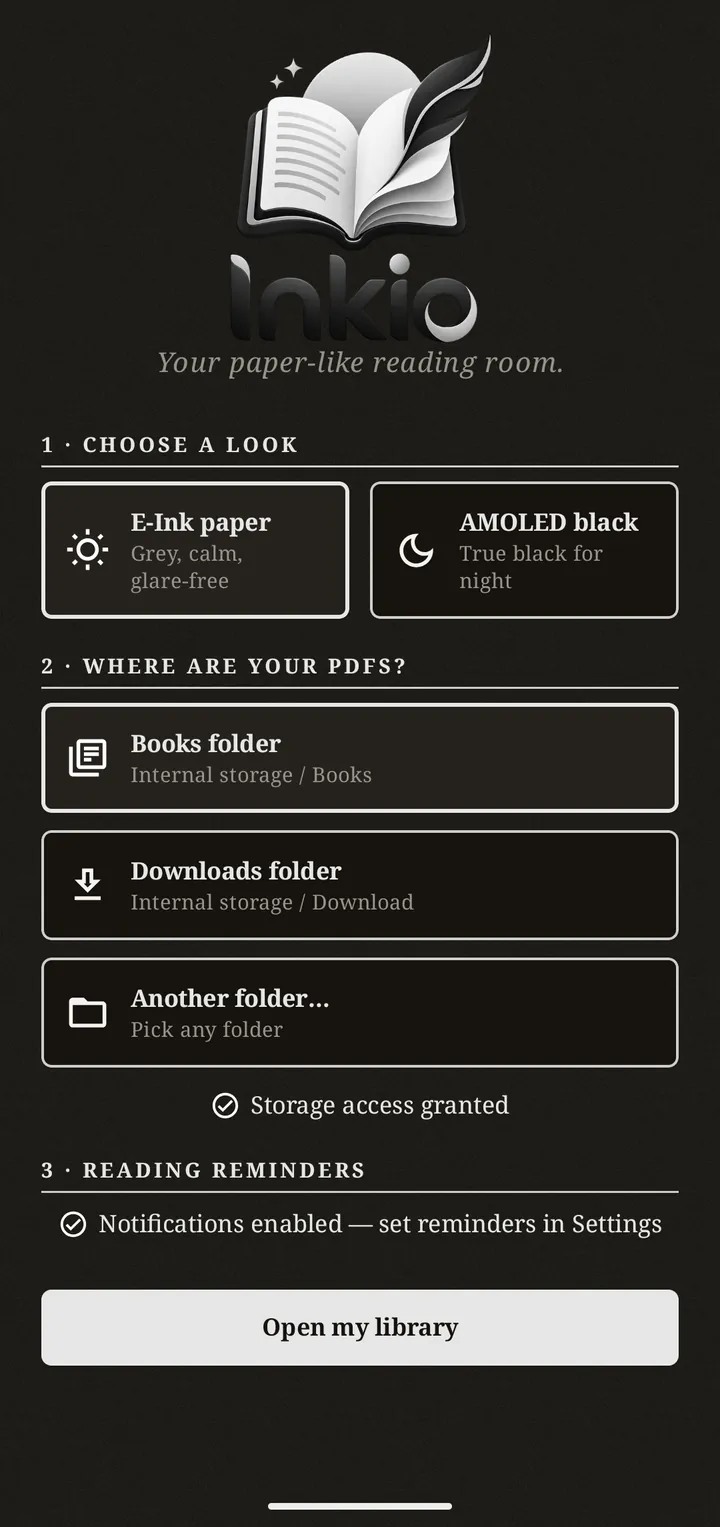 Inkio
Your paper-like reading room.
1 · CHOOSE A LOOK
E-Ink paper
Grey, calm,
glare-free
AMOLED black
True black for
night
2 · WHERE ARE YOUR PDFS?
Books folder
Internal storage / Books
Downloads folder
Internal storage / Download
Another folder...
Pick any folder
Storage access granted
3 · READING REMINDERS
Notifications enabled — set reminders in Settings
Open my library